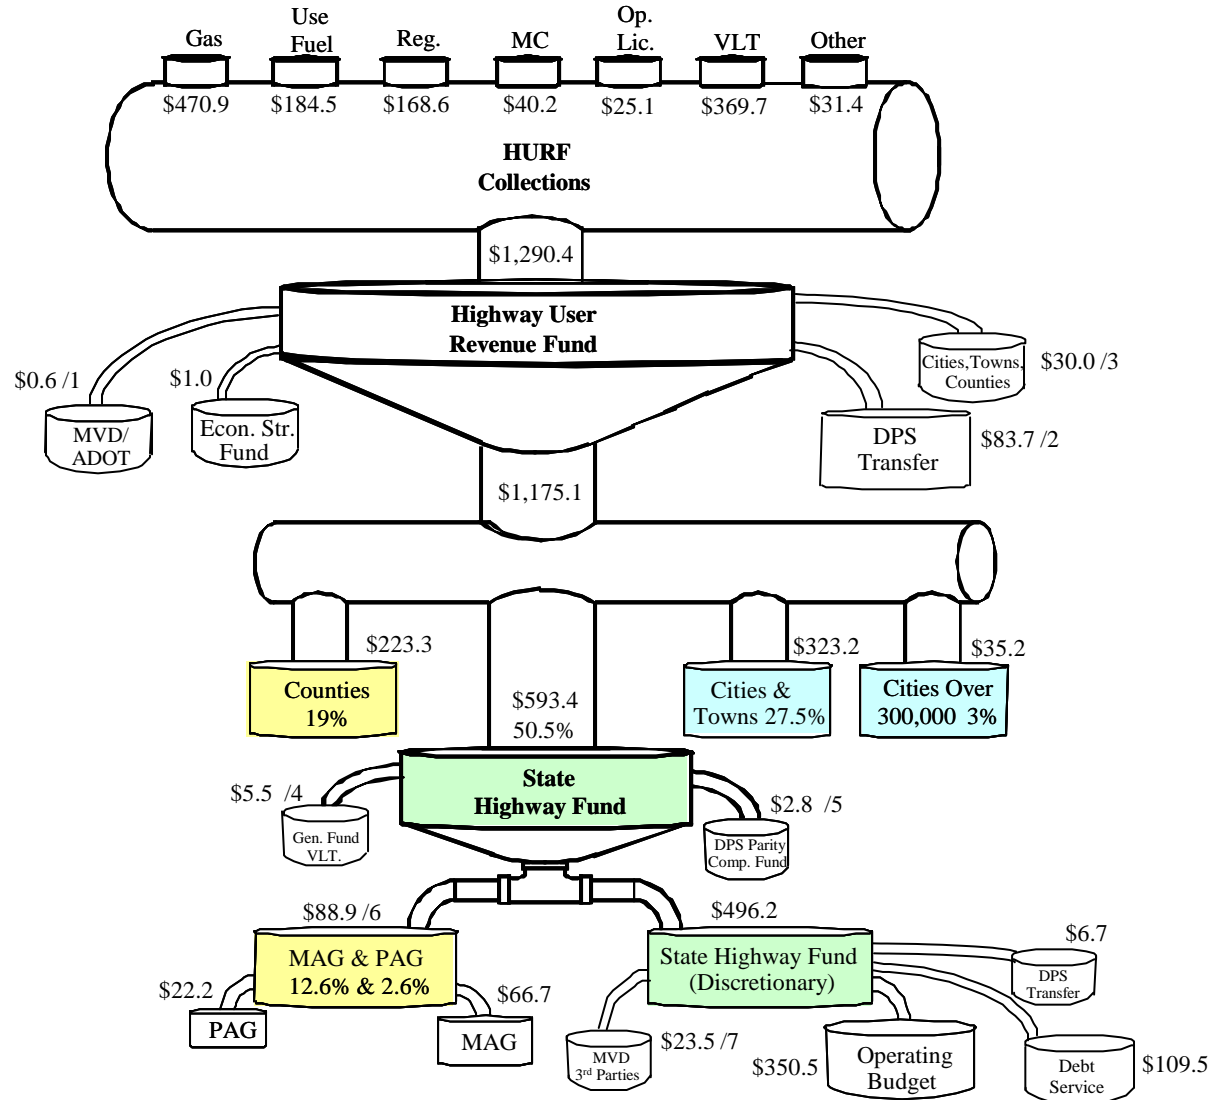 Gas
Use
Fuel
Reg.
MC
Op.
Lic.
VLT
Other
$470.9
$184.5
$168.6
$40.2
$25.1
$369.7
$31.4
HURF
Collections
$1,290.4
Highway User
Revenue Fund
$0.6 /1
MVD/
ADOT
$1.0
Econ. Str.
Fund
Cities,Towns,
Counties
$30.0 /3
DPS
Transfer
$83.7 /2
$1,175.1
$223.3
Counties
19%
$593.4
50.5%
$323.2
Cities &
Towns 27.5%
$35.2
Cities Over
300,000 3%
State
Highway Fund
$5.5 /4
Gen. Fund
VLT.
$2.8 /5
DPS Parity
Comp. Fund
$88.9 /6
MAG & PAG
12.6% & 2.6%
$22.2
PAG
$66.7
MAG
$496.2
State Highway Fund
(Discretionary)
$6.7
DPS
Transfer
MVD
3rd Parties
$23.5 /7
$350.5
Operating
Budget
Debt
Service
$109.5